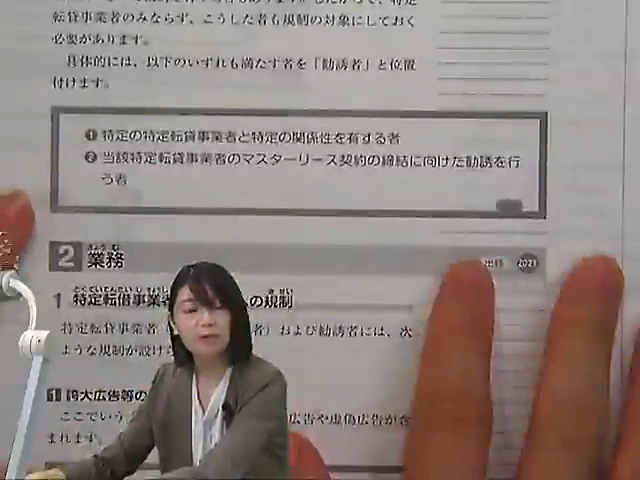 転貸事業者のみならず、こうした者も規制の対象にしておく
必要があります。
具体的には、以下のいずれも満たす者を「勧誘者」と位置
付けます。
❶ 特定の特定転貸事業者と特定の関係性を有する者
❷ 当該特定転貸事業者のマスターリース契約の締結に向けた勧誘を行
う者
2 業務 出題 2021
1 特定転借事業者 の規制
特定転貸事業者 者）および勧誘者には、次
ような規制が設け
1 誇大広告等の
ここでいう 広告や虚偽広告が含
まれます。